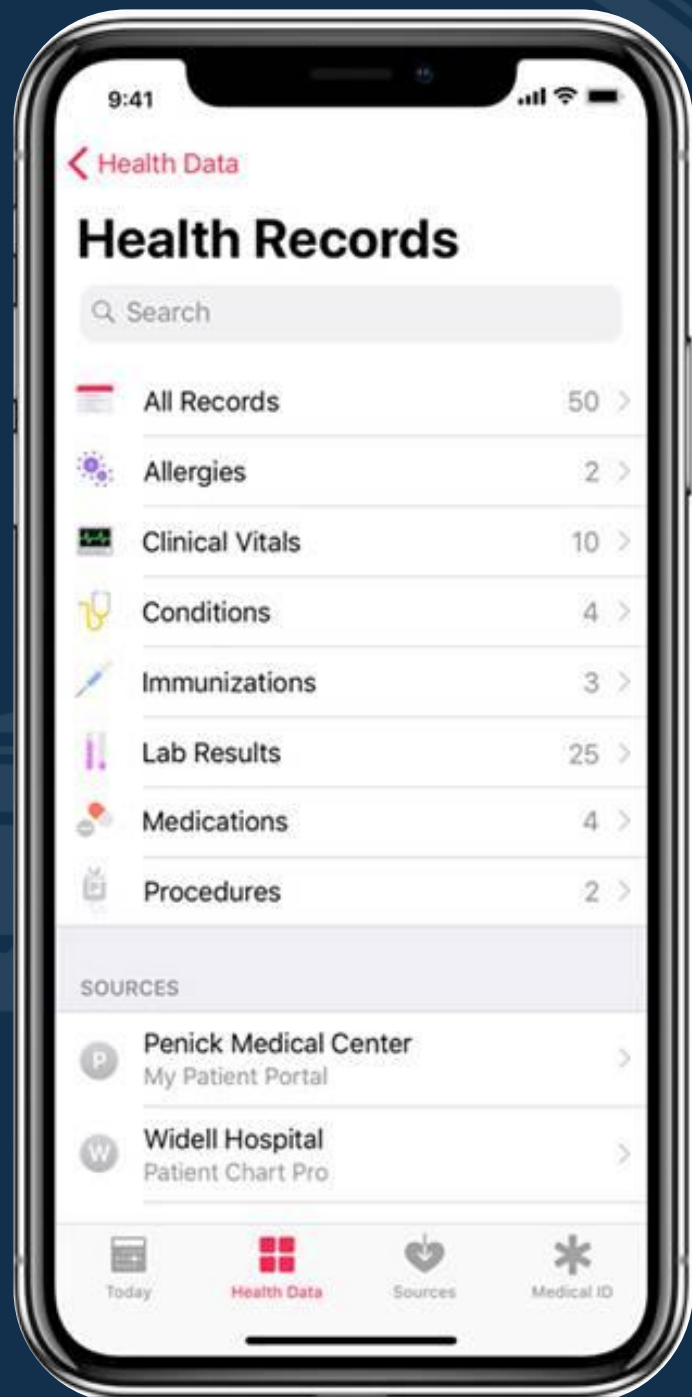 9:41
Health Data
Health Records
Search
All Records 50
Allergies 2
Clinical Vitals 10
Conditions 4
Immunizations 3
Lab Results 25
Medications 4
Procedures 2
SOURCES
P Penick Medical Center
My Patient Portal
W Widell Hospital
Patient Chart Pro
Today Health Data Sources Medical ID